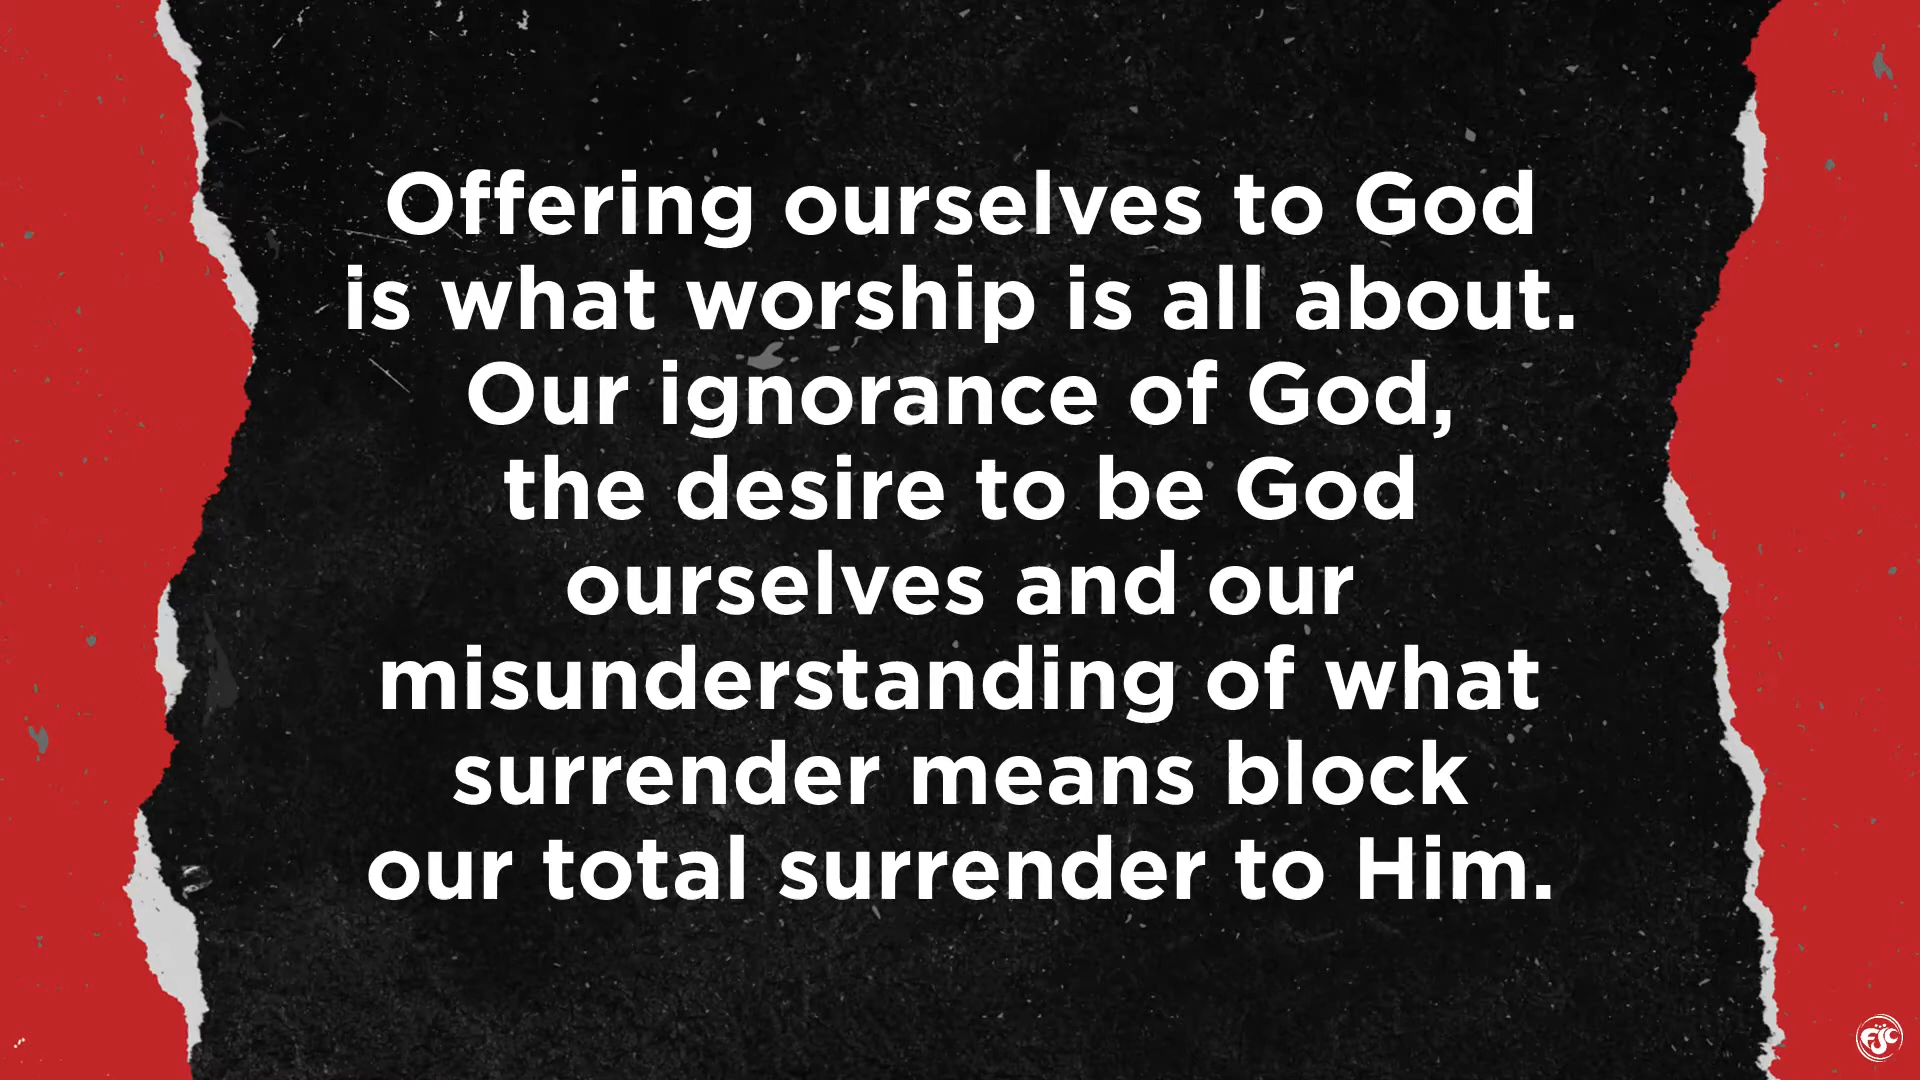 Offering ourselves to God
is what worship is all about.
Our ignorance of God,
the desire to be God
ourselves and our
misunderstanding of what
surrender means block
our total surrender to Him.
FJC